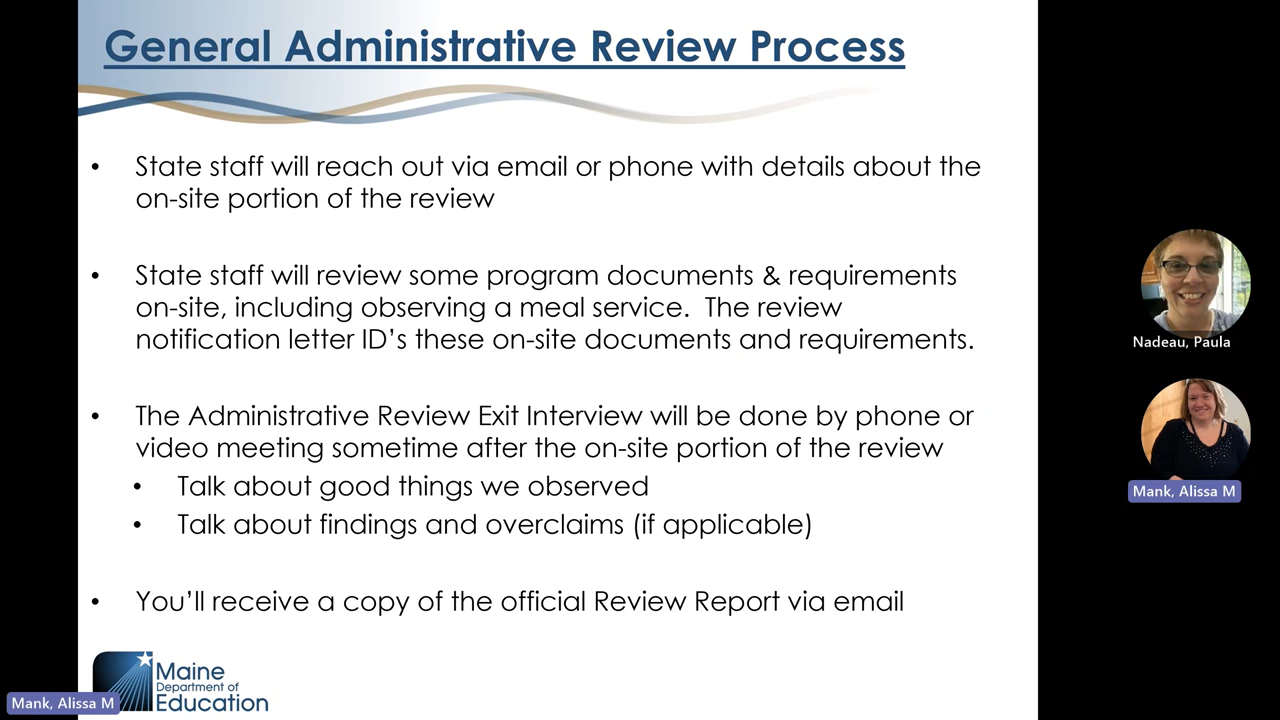 General Administrative Review Process
• State staff will reach out via email or phone with details about the
on-site portion of the review
• State staff will review some program documents & requirements
on-site, including observing a meal service.  The review
notification letter ID’s these on-site documents and requirements.
• The Administrative Review Exit Interview will be done by phone or
video meeting sometime after the on-site portion of the review
• Talk about good things we observed
• Talk about findings and overclaims (if applicable)
• You’ll receive a copy of the official Review Report via email
Maine
Department of
Education
Mank, Alissa M
Nadeau, Paula
Mank, Alissa M